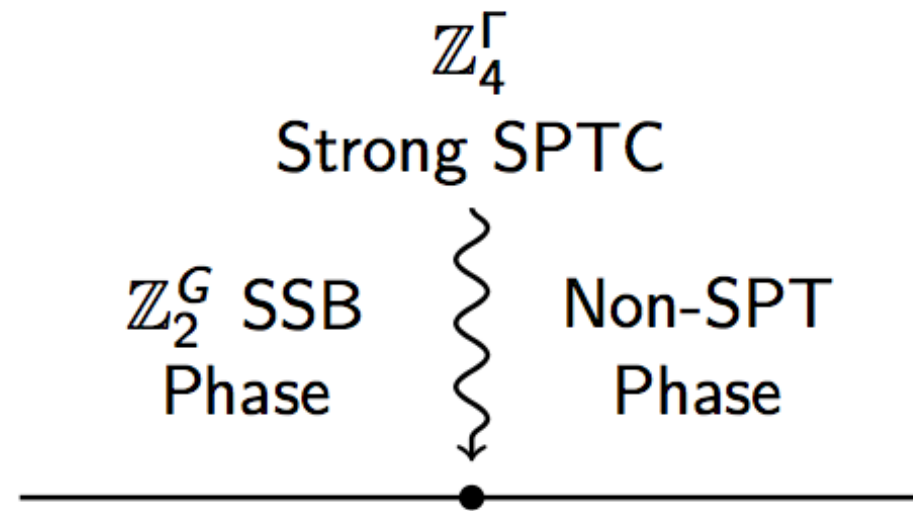 ℤ₄^Γ
Strong SPTC
ℤ₂^G SSB
Phase
Non-SPT
Phase